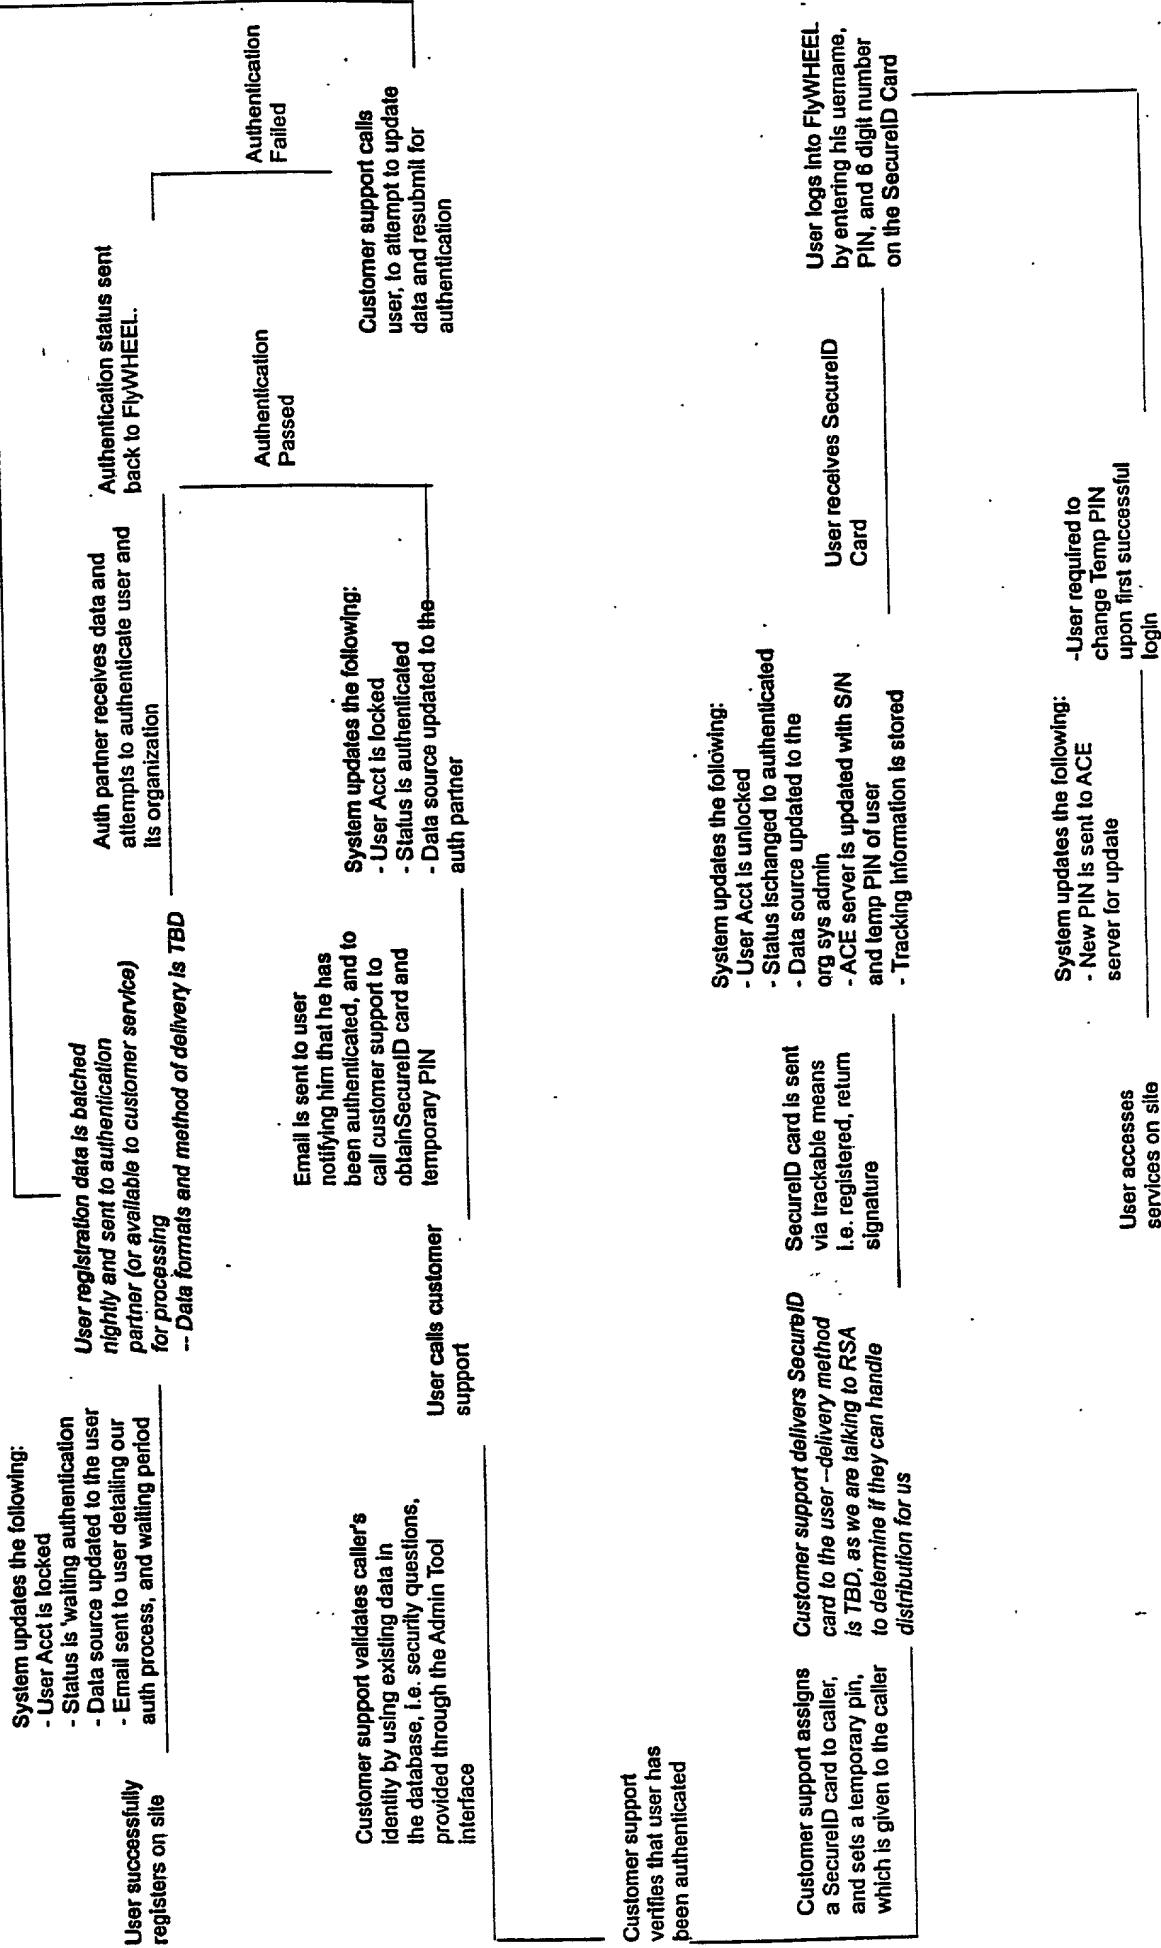 User successfully
registers on site
System updates the following:
- User Acct is locked
- Status is 'waiting authentication
- Data source updated to the user
- Email sent to user detailing our
auth process, and waiting period
User registration data is batched
nightly and sent to authentication
partner (or available to customer service)
for processing
-- Data formats and method of delivery is TBD
Auth partner receives data and
attempts to authenticate user and
its organization
Authentication status sent
back to FlyWHEEL.
Authentication
Passed
Authentication
Failed
Customer support calls
user, to attempt to update
data and resubmit for
authentication
System updates the following:
- User Acct is locked
- Status is authenticated
- Data source updated to the
auth partner
Email is sent to user
notifying him that he has
been authenticated, and to
call customer support to
obtainSecureID card and
temporary PIN
User calls customer
support
Customer support validates caller's
identity by using existing data in
the database, i.e. security questions,
provided through the Admin Tool
interface
Customer support
verifies that user has
been authenticated
Customer support assigns
a SecureID card to caller,
and sets a temporary pin,
which is given to the caller
Customer support delivers SecureID
card to the user --delivery method
is TBD, as we are talking to RSA
to determine if they can handle
distribution for us
SecureID card is sent
via trackable means
i.e. registered, return
signature
System updates the following:
- User Acct is unlocked
- Status ischanged to authenticated
- Data source updated to the
org sys admin
- ACE server is updated with S/N
and temp PIN of user
- Tracking Information is stored
User receives SecureID
Card
User logs into FlyWHEEL
by entering his uername,
PIN, and 6 digit number
on the SecureID Card
-User required to
change Temp PIN
upon first successful
login
System updates the following:
- New PIN is sent to ACE
server for update
User accesses
services on site